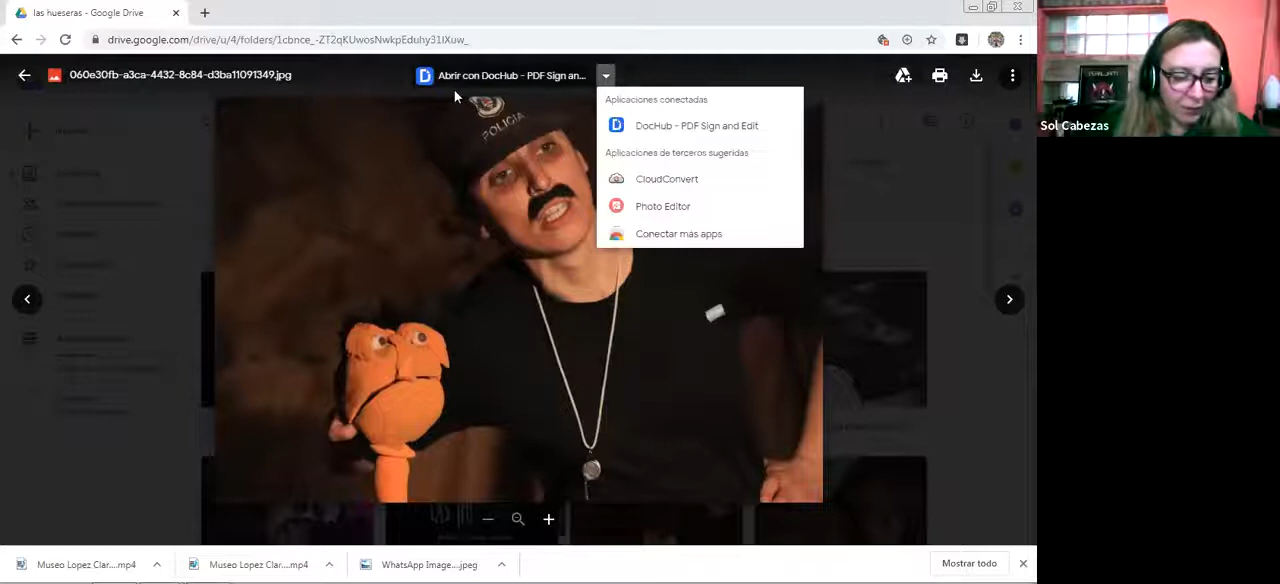 las hueseras - Google Drive
drive.google.com/drive/u/4/folders/1cbnce_-ZT2qKUwosNwkpEduhy31IXuw_
060e30fb-a3ca-4432-8c84-d3ba11091349.jpg
Abrir con DocHub - PDF Sign an...
Aplicaciones conectadas
DocHub - PDF Sign and Edit
Aplicaciones de terceros sugeridas
CloudConvert
Photo Editor
Conectar más apps
POLICIA
Sol Cabezas
Museo Lopez Clar....mp4
Museo Lopez Clar....mp4
WhatsApp Image....jpeg
Mostrar todo